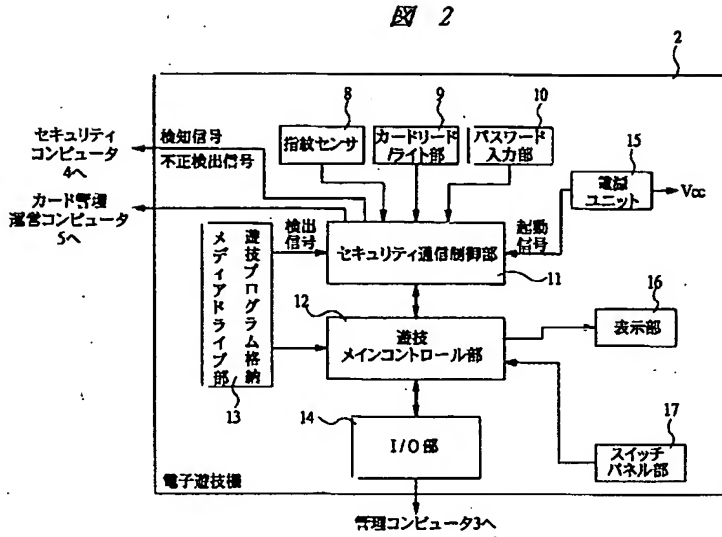 図 2
2
8
9
10
指紋センサ
カードリード
/ライト部
パスワード
入力部
セキュリティ
コンピュータ
4へ
検知信号
不正検出信号
カード管理
運営コンピュータ
5へ
15
電源
ユニット
Vcc
検出
信号
起動
信号
セキュリティ通信制御部
11
遊技プログラム格納
メディアドライブ部
13
12
遊技
メインコントロール部
16
表示部
14
I/O部
17
スイッチ
パネル部
電子遊技機
管理コンピュータ3へ